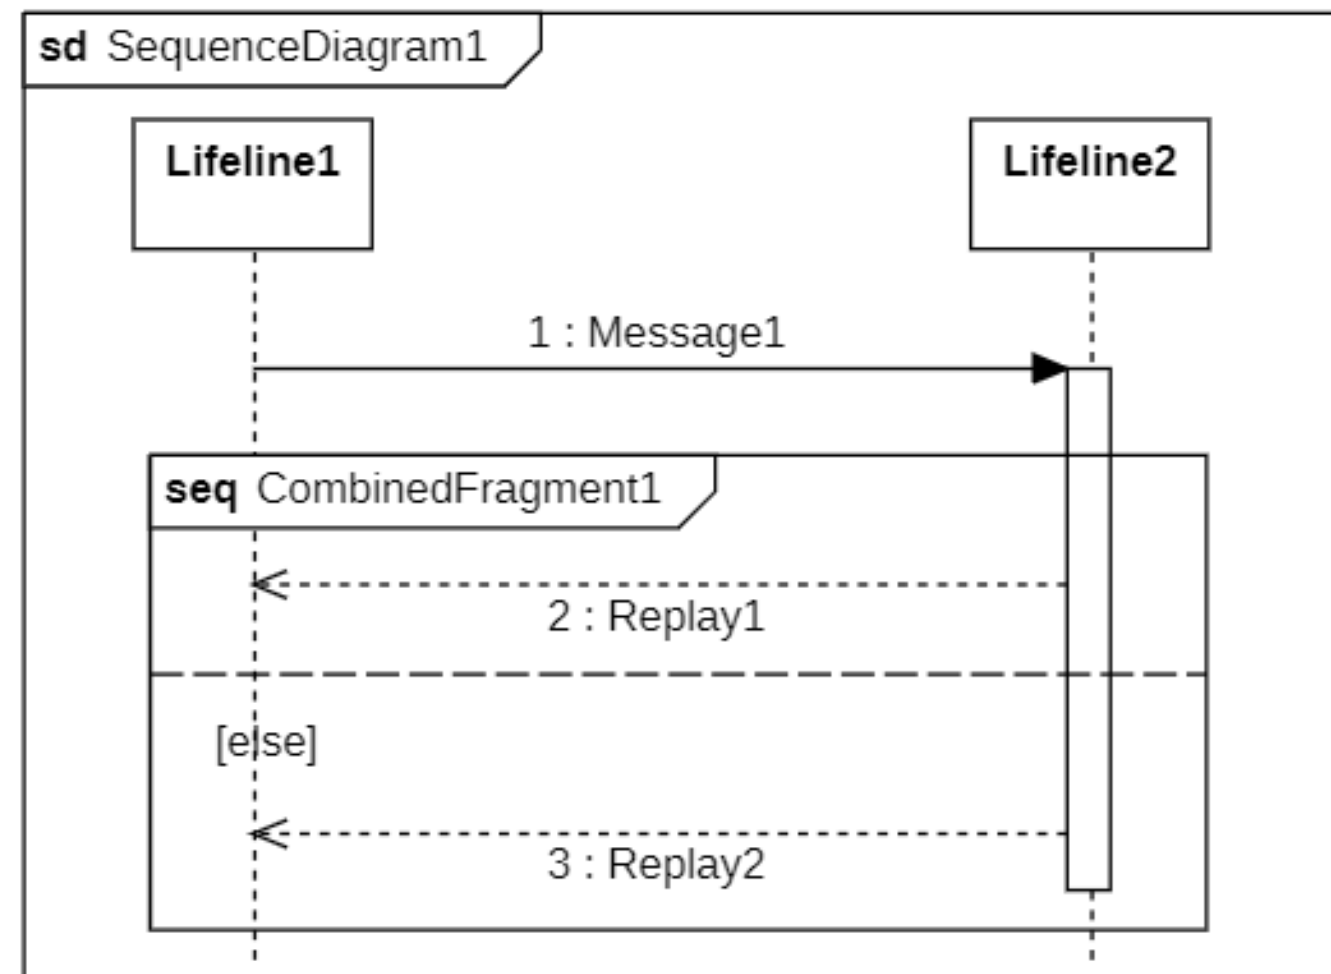 sd SequenceDiagram1
Lifeline1
Lifeline2
1 : Message1
seq CombinedFragment1
2 : Replay1
[else]
3 : Replay2